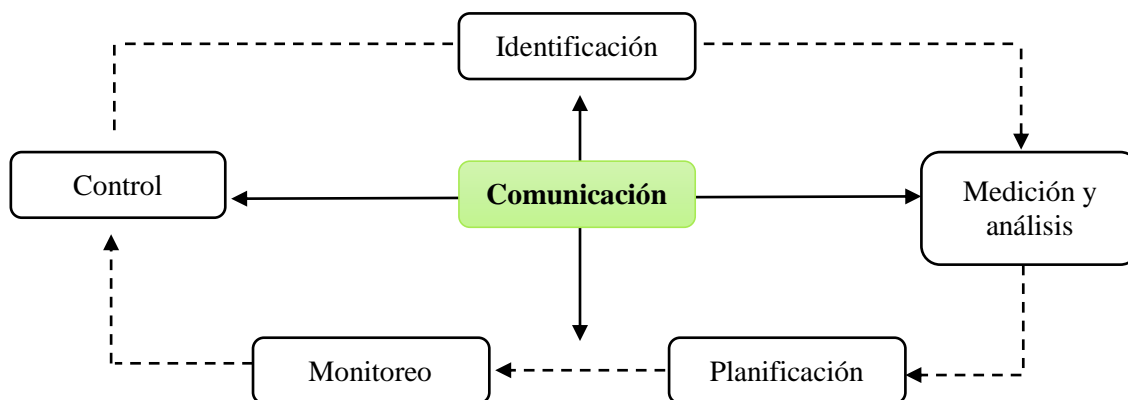 Identificación
Control
Comunicación
Medición y
análisis
Monitoreo
Planificación